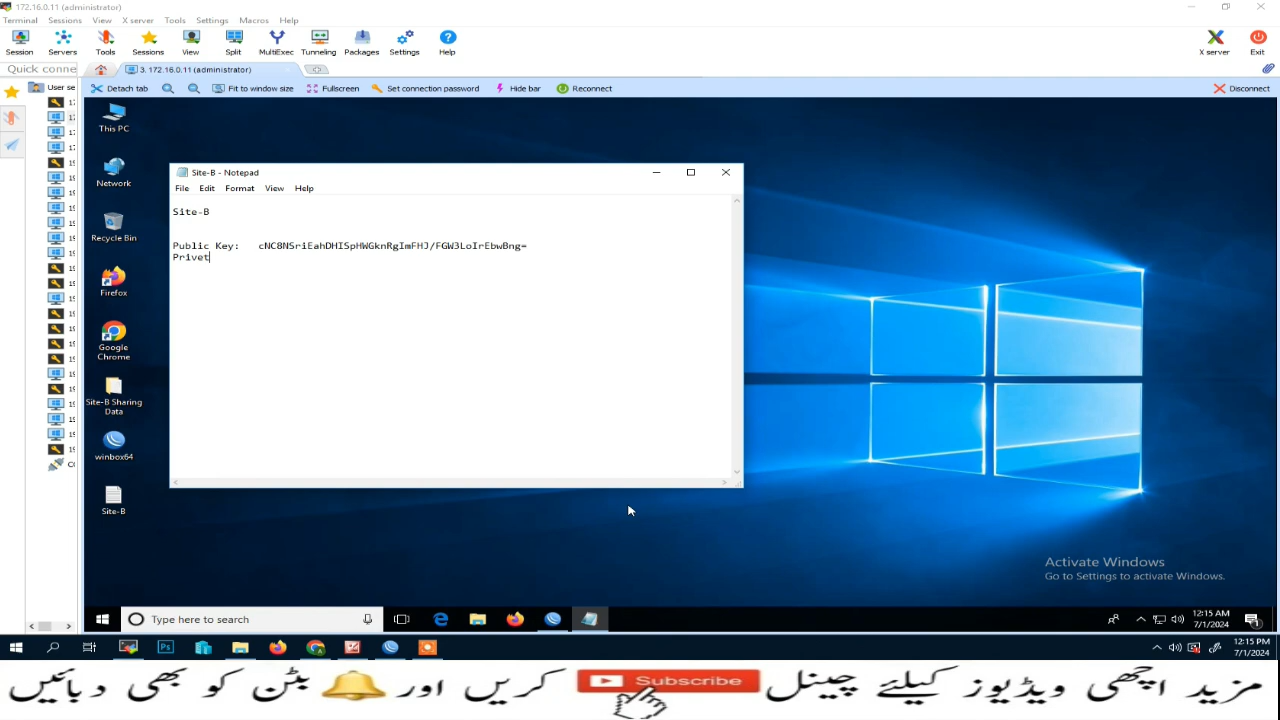 172.16.0.11 (administrator)
Terminal Sessions View X server Tools Settings Macros Help
Session Servers Tools Sessions View Split MultiExec Tunneling Packages Settings Help X server Exit
Quick conne 3. 172.16.0.11 (administrator)
User se Detach tab Fit to window size Fullscreen Set connection password Hide bar Reconnect Disconnect
This PC
Network
Recycle Bin
Firefox
Google
Chrome
Site-B Sharing
Data
winbox64
Site-B
Site-B - Notepad
File Edit Format View Help
Site-B
Public Key: cNC8NSriEahDHISpHWGknRgImFHJ/FGW3LoIrEbwBng=
Privet
Activate Windows
Go to Settings to activate Windows.
Type here to search
12:15 AM
7/1/2024
12:15 PM
7/1/2024
مزید اچھی ویڈیوز کیلئے چینل Subscribe کریں اور بٹن کو بھی دبائیں